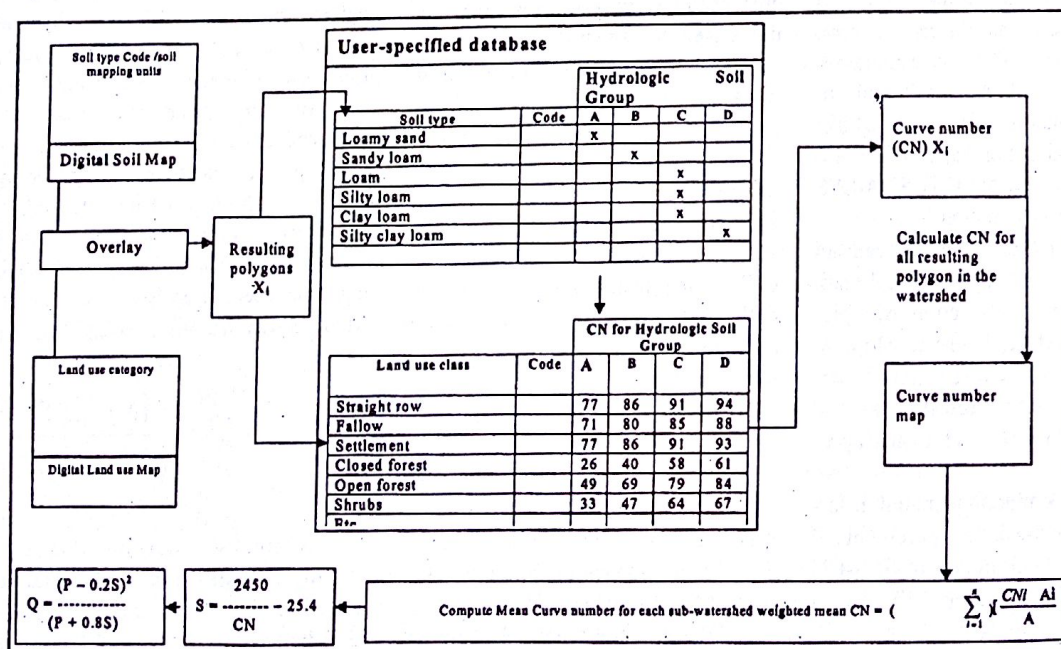 Soil type Code /soil
mapping units
Digital Soil Map
Overlay
Land use category
Digital Land use Map
Resulting
polygons
Xi
User-specified database
Hydrologic Soil
Group
Soil type Code A B C D
Loamy sand x
Sandy loam x
Loam x
Silty loam x
Clay loam x
Silty clay loam x
CN for Hydrologic Soil
Group
Land use class Code A B C D
Straight row 77 86 91 94
Fallow 71 80 85 88
Settlement 77 86 91 93
Closed forest 26 40 58 61
Open forest 49 69 79 84
Shrubs 33 47 64 67
Etc
Curve number
(CN) Xi
Calculate CN for
all resulting
polygon in the
watershed
Curve number
map
Compute Mean Curve number for each sub-watershed weighted mean CN = ( n∑i=1 )( CNi Ai / A
S = 2450 / CN - 25.4
Q = (P – 0.2S)² / (P + 0.8S)